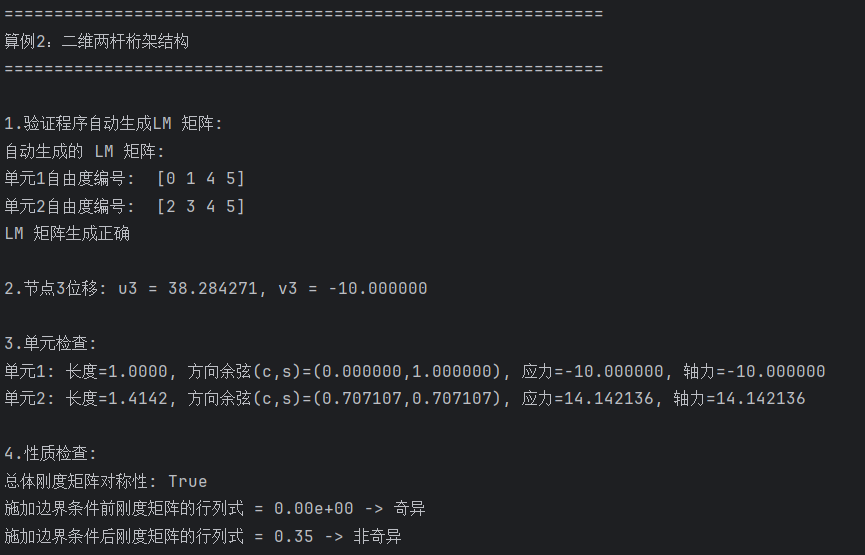 ============================================================
算例2：二维两杆桁架结构
============================================================
1.验证程序自动生成LM 矩阵:
自动生成的 LM 矩阵:
单元1自由度编号:  [0 1 4 5]
单元2自由度编号:  [2 3 4 5]
LM 矩阵生成正确
2.节点3位移: u3 = 38.284271, v3 = -10.000000
3.单元检查:
单元1: 长度=1.0000, 方向余弦(c,s)=(0.000000,1.000000), 应力=-10.000000, 轴力=-10.000000
单元2: 长度=1.4142, 方向余弦(c,s)=(0.707107,0.707107), 应力=14.142136, 轴力=14.142136
4.性质检查:
总体刚度矩阵对称性: True
施加边界条件前刚度矩阵的行列式 = 0.00e+00 -> 奇异
施加边界条件后刚度矩阵的行列式 = 0.35 -> 非奇异